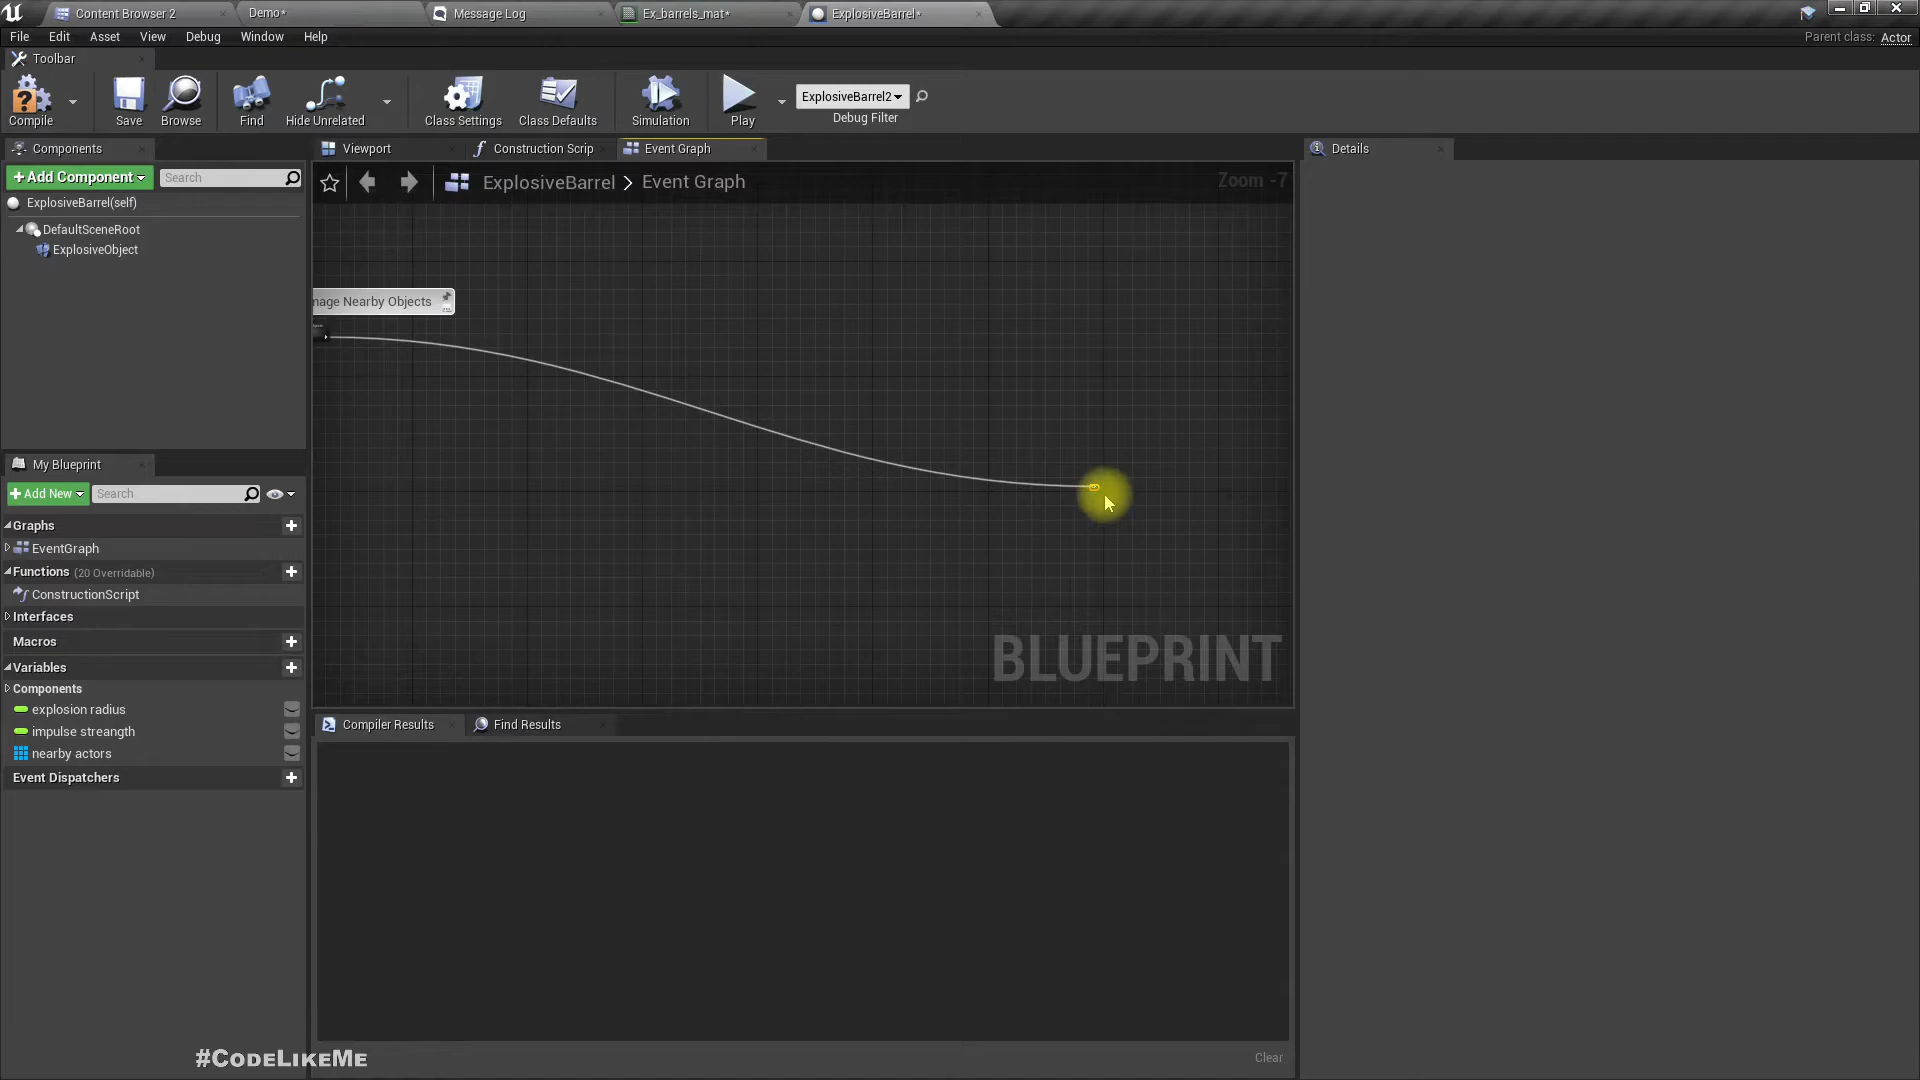 Content Browser 2
Demo*
Message Log
Ex_barrels_mat*
ExplosiveBarrel*
File
Edit
Asset
View
Debug
Window
Help
Parent class: Actor
Toolbar
Compile
Save
Browse
Find
Hide Unrelated
Class Settings
Class Defaults
Simulation
Play
ExplosiveBarrel2
Debug Filter
Components
Viewport
Construction Scrip
Event Graph
Details
+Add Component
Search
ExplosiveBarrel > Event Graph
Zoom -7
ExplosiveBarrel(self)
DefaultSceneRoot
ExplosiveObject
mage Nearby Objects
My Blueprint
+Add New
Search
Graphs
EventGraph
Functions (20 Overridable)
ConstructionScript
Interfaces
Macros
Variables
Components
explosion radius
impulse streangth
nearby actors
Event Dispatchers
BLUEPRINT
Compiler Results
Find Results
Clear
#CodeLikeMe